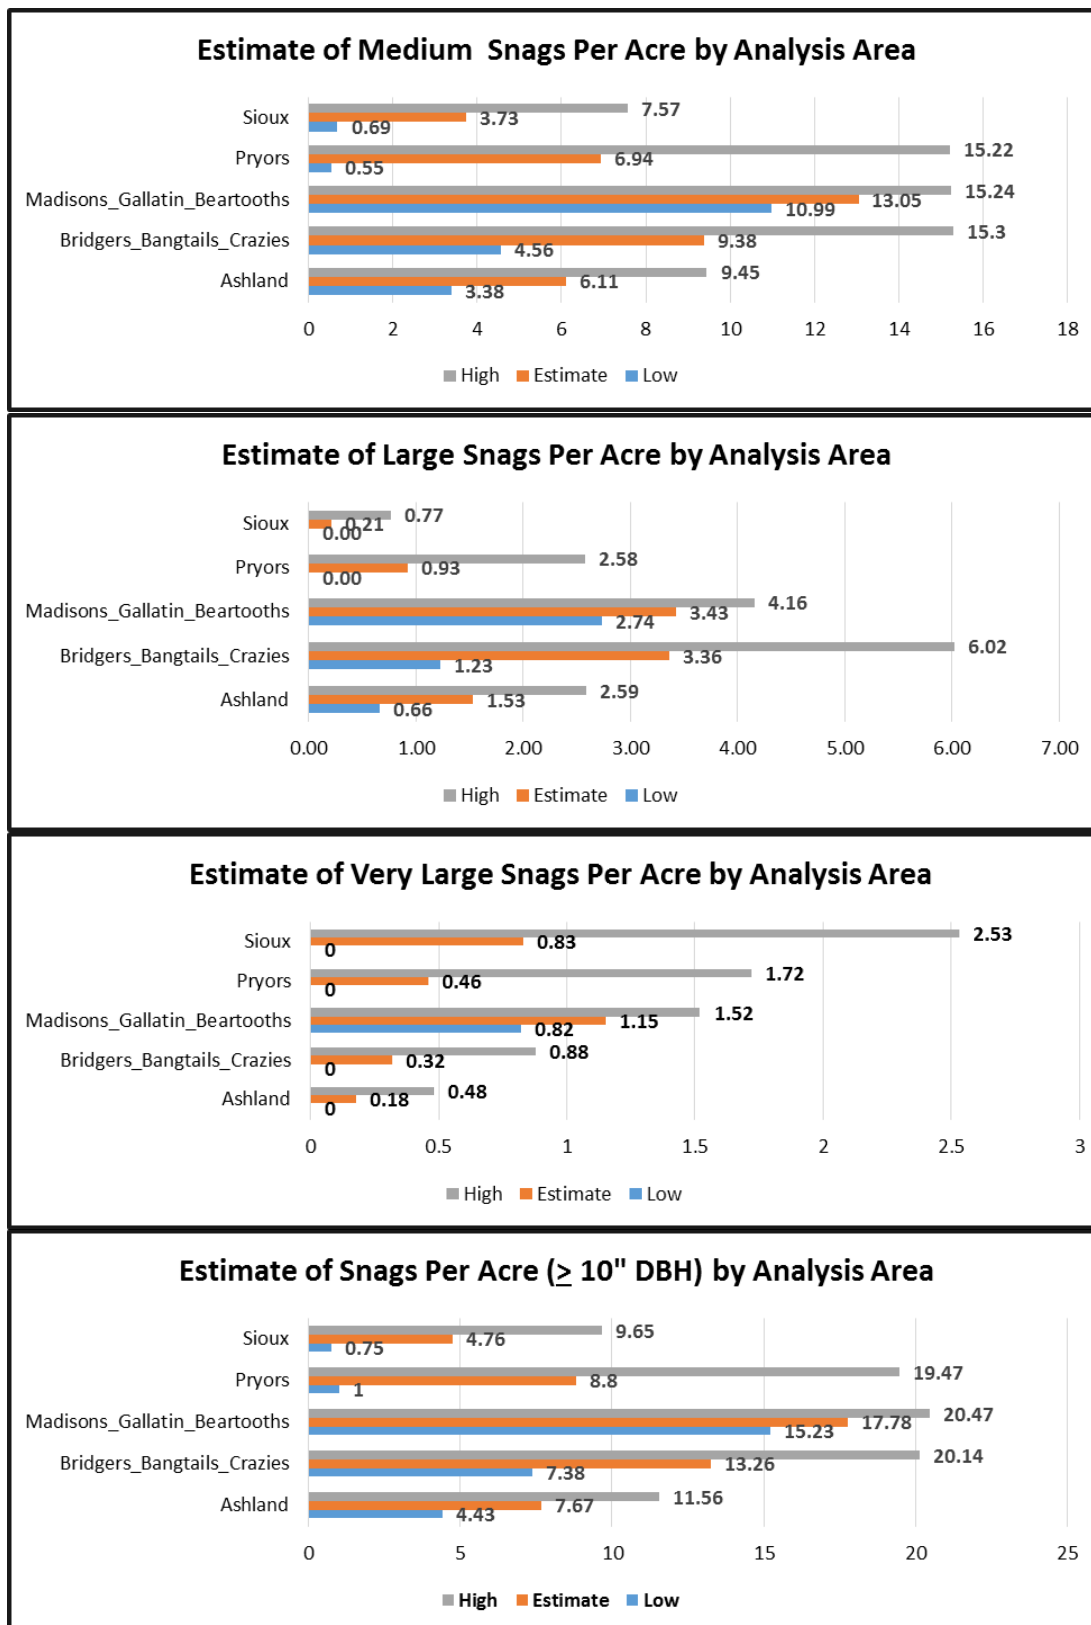 Estimate of Medium  Snags Per Acre by Analysis Area
Sioux
7.57
3.73
0.69
Pryors
15.22
6.94
0.55
Madisons_Gallatin_Beartooths
15.24
13.05
10.99
Bridgers_Bangtails_Crazies
15.3
9.38
4.56
Ashland
9.45
6.11
3.38
0 2 4 6 8 10 12 14 16 18
High Estimate Low
Estimate of Large Snags Per Acre by Analysis Area
Sioux
0.77
0.21
0.00
Pryors
2.58
0.93
0.00
Madisons_Gallatin_Beartooths
4.16
3.43
2.74
Bridgers_Bangtails_Crazies
6.02
3.36
1.23
Ashland
2.59
1.53
0.66
0.00 1.00 2.00 3.00 4.00 5.00 6.00 7.00
High Estimate Low
Estimate of Very Large Snags Per Acre by Analysis Area
Sioux
2.53
0.83
0
Pryors
1.72
0.46
0
Madisons_Gallatin_Beartooths
1.52
1.15
0.82
Bridgers_Bangtails_Crazies
0.88
0.32
0
Ashland
0.48
0.18
0
0 0.5 1 1.5 2 2.5 3
High Estimate Low
Estimate of Snags Per Acre (≥ 10" DBH) by Analysis Area
Sioux
9.65
4.76
0.75
Pryors
19.47
8.8
1
Madisons_Gallatin_Beartooths
20.47
17.78
15.23
Bridgers_Bangtails_Crazies
20.14
13.26
7.38
Ashland
11.56
7.67
4.43
0 5 10 15 20 25
High Estimate Low